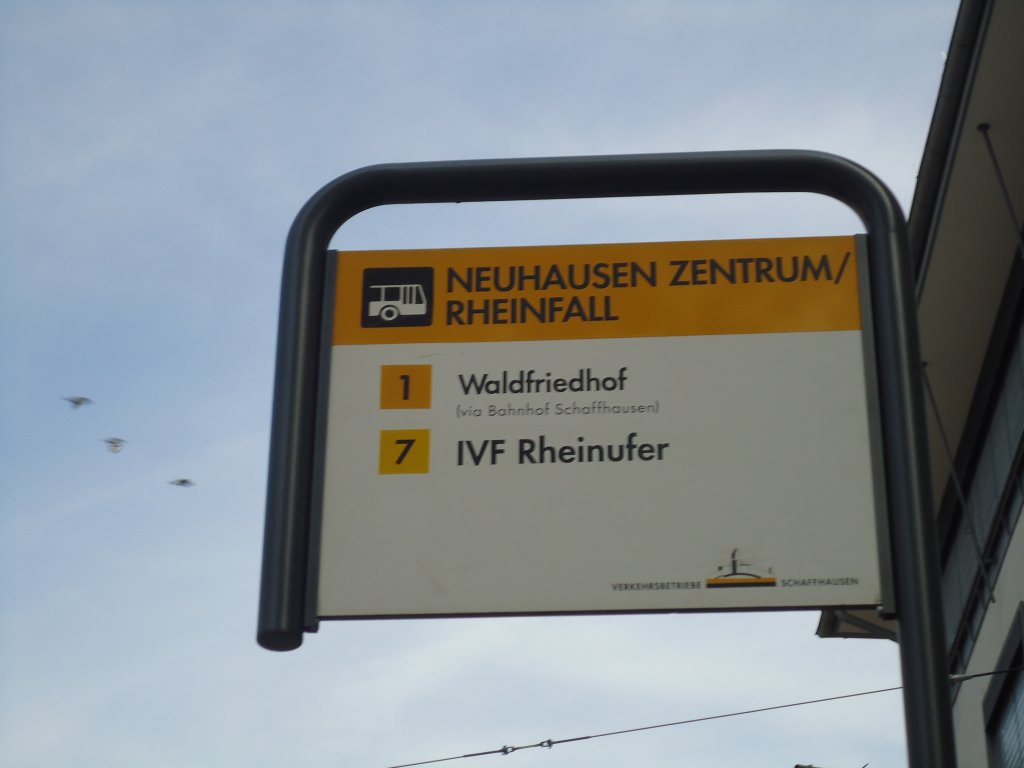 NEUHAUSEN ZENTRUM/
RHEINFALL
1 Waldfriedhof
(via Bahnhof Schaffhausen)
7 IVF Rheinufer
VERKEHRSBETRIEBE SCHAFFHAUSEN